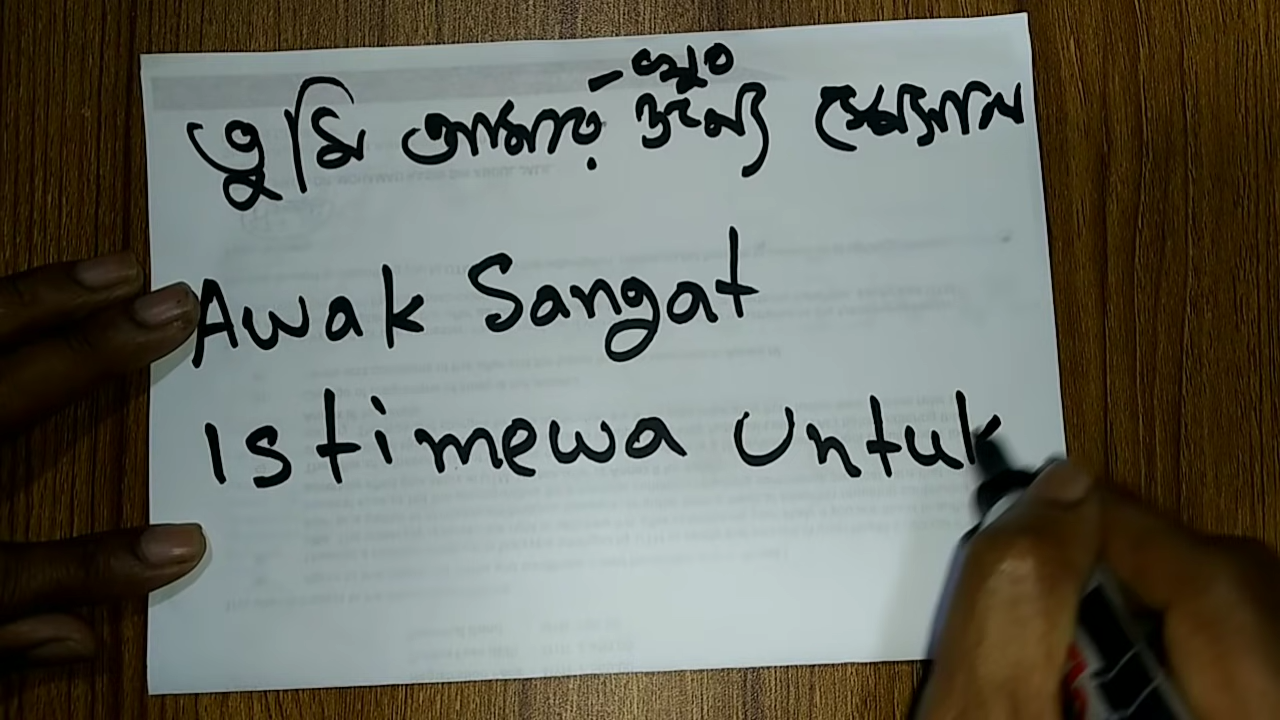 খুব
তুমি আমার জন্য স্পেশাল
Awak Sangat
Istimewa Untuk